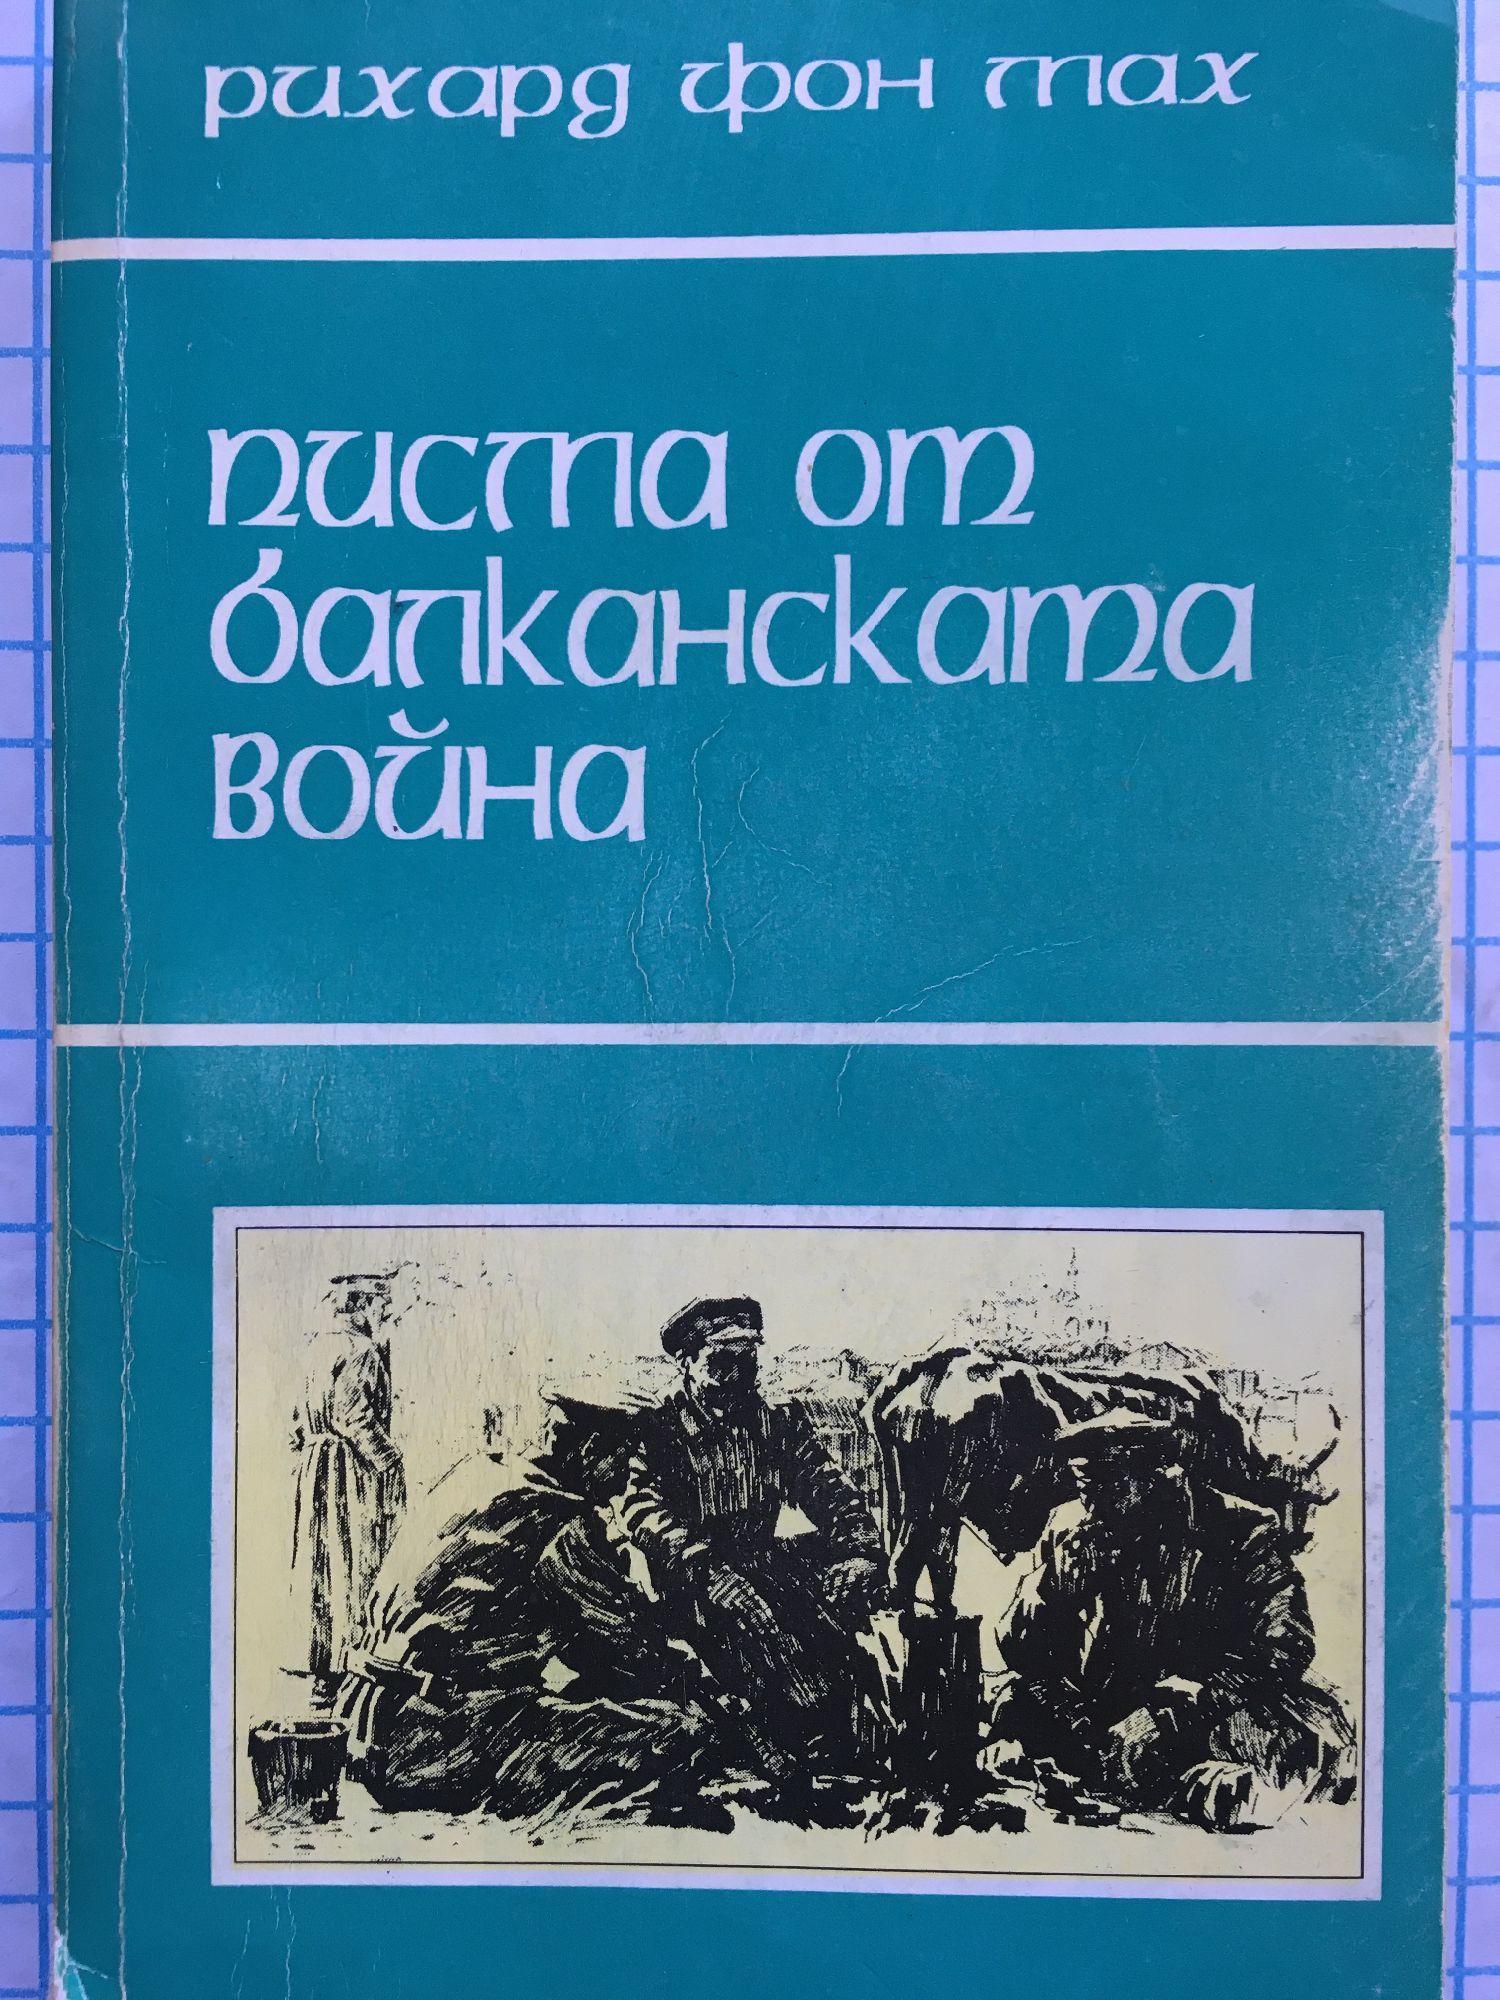 рихард фон мах
писма от
балканската
война